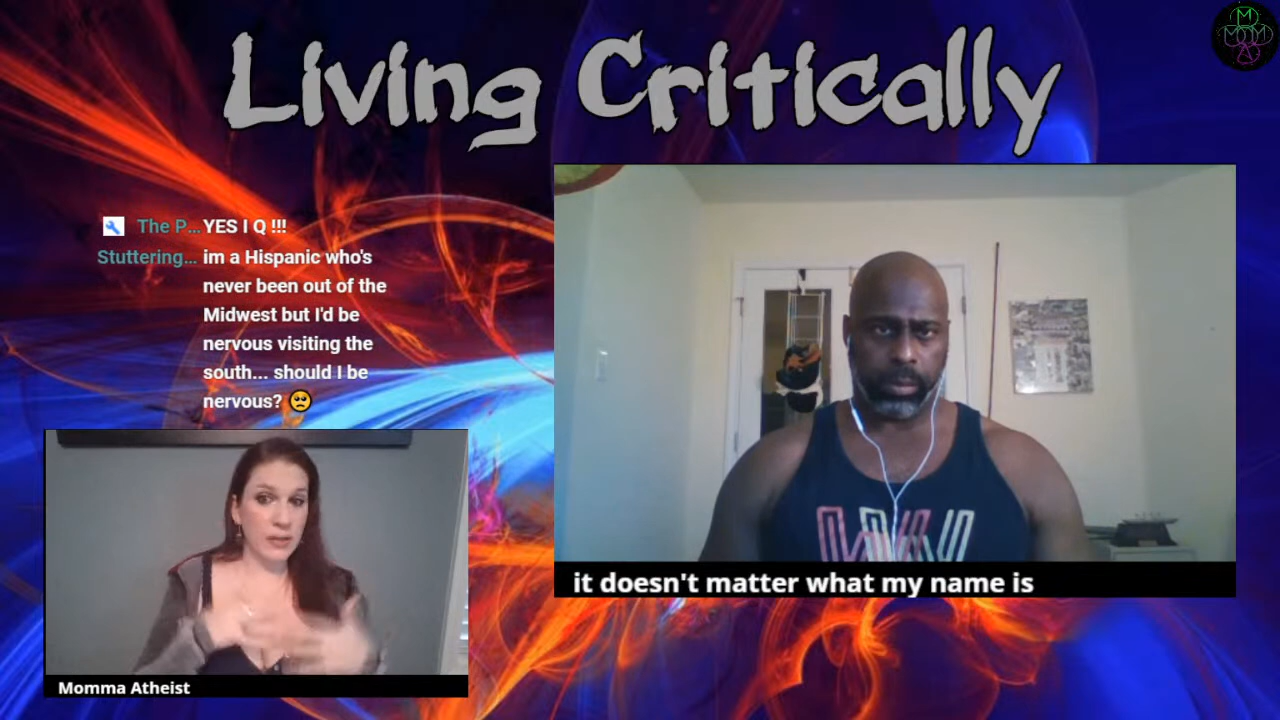 Living Critically
M
MOM
A
The P... YES I Q !!!
Stuttering... im a Hispanic who's
never been out of the
Midwest but I'd be
nervous visiting the
south... should I be
nervous? 🥺
it doesn't matter what my name is
Momma Atheist